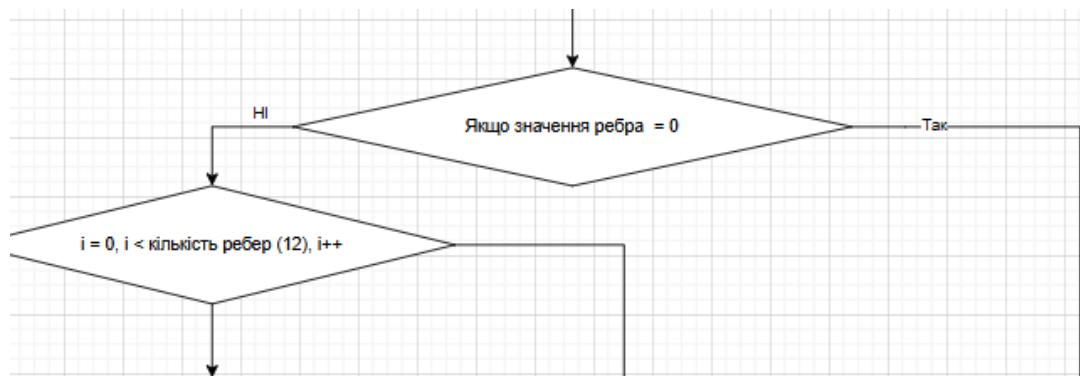 Якщо значення ребра = 0
НІ
Так
i = 0, i < кількість ребер (12), i++